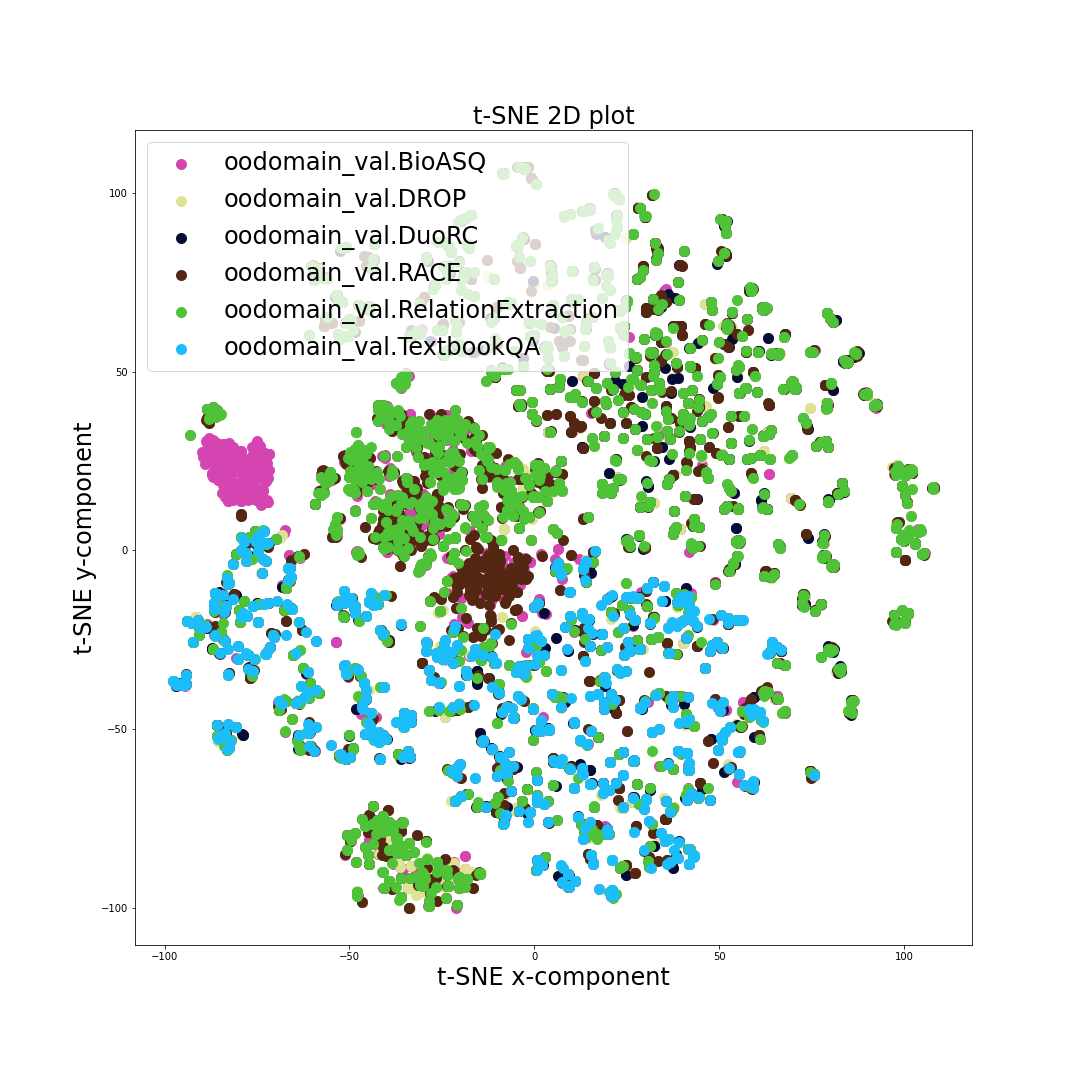 t-SNE 2D plot
oodomain_val.BioASQ
oodomain_val.DROP
oodomain_val.DuoRC
oodomain_val.RACE
oodomain_val.RelationExtraction
oodomain_val.TextbookQA
100
50
0
−50
−100
t-SNE y-component
−100
−50
0
50
100
t-SNE x-component